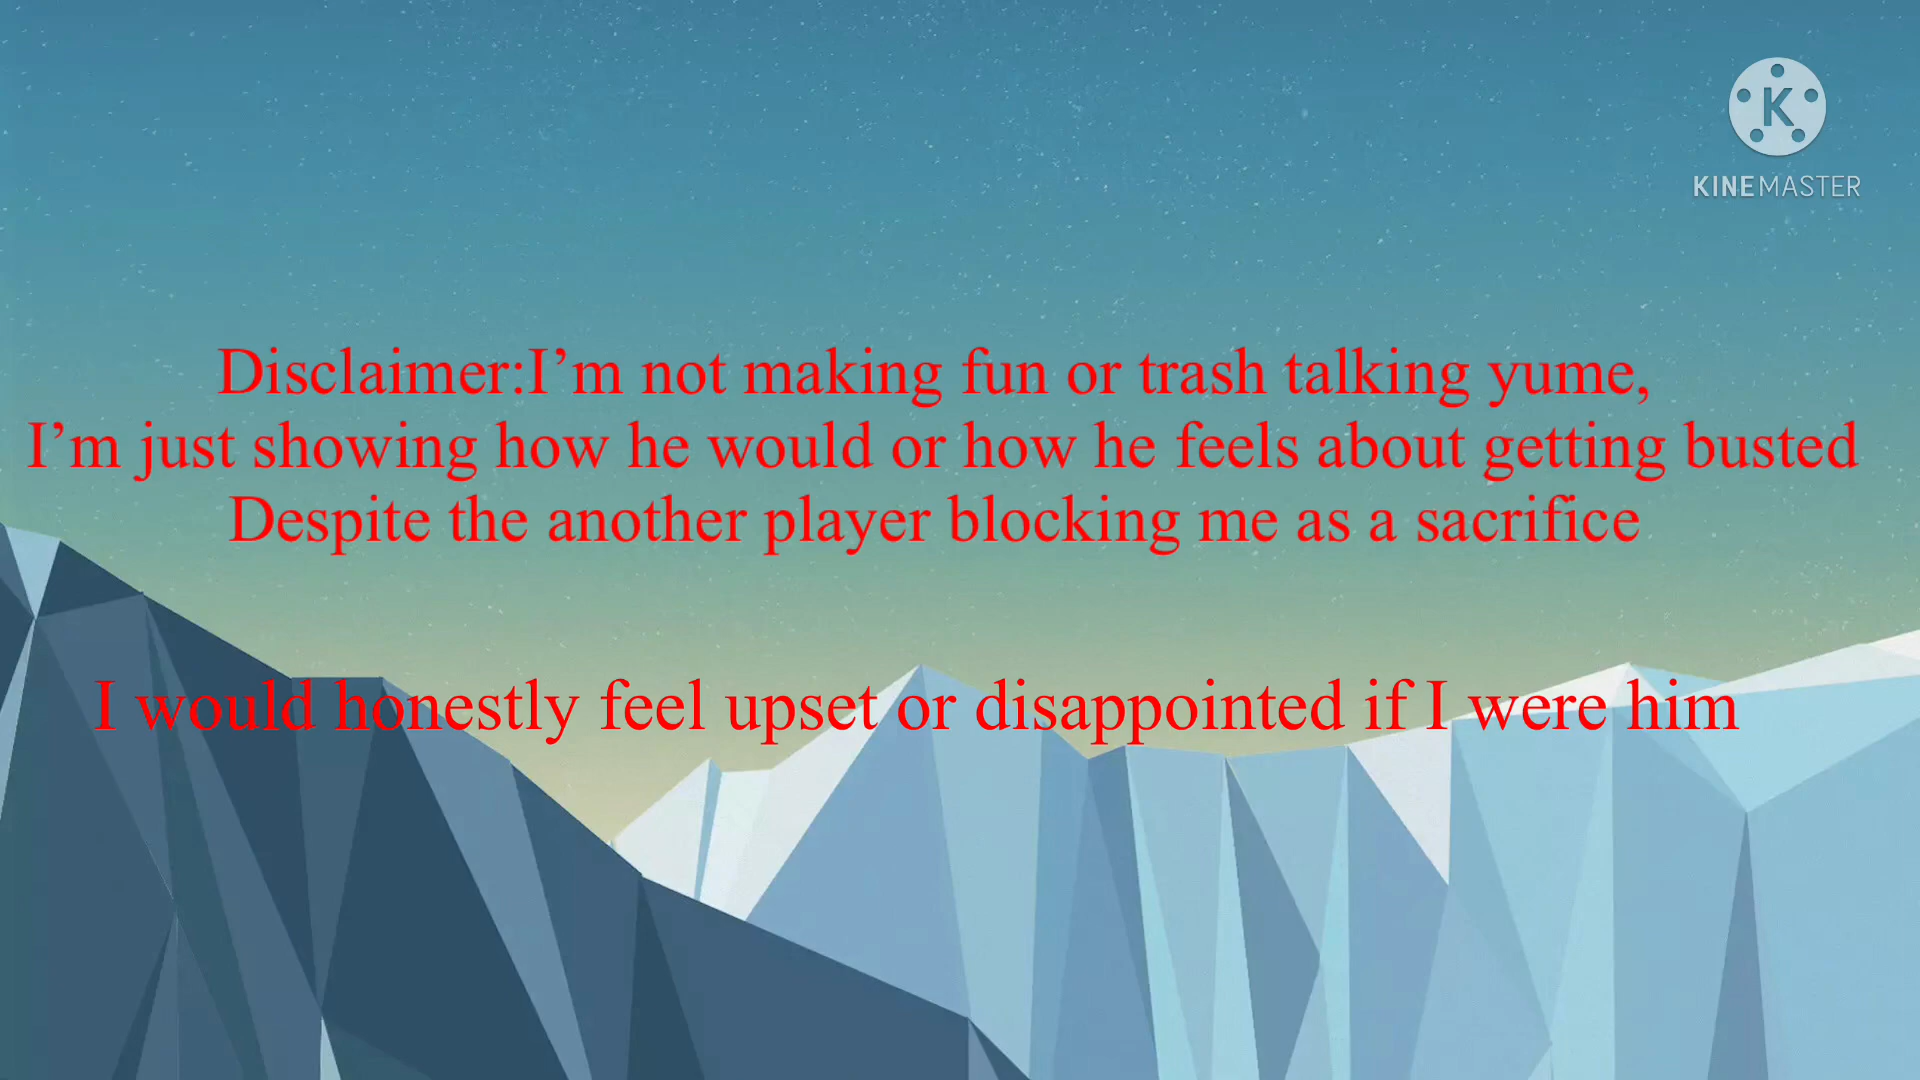 K
KINEMASTER
Disclaimer:I’m not making fun or trash talking yume,
I’m just showing how he would or how he feels about getting busted
Despite the another player blocking me as a sacrifice
I would honestly feel upset or disappointed if I were him